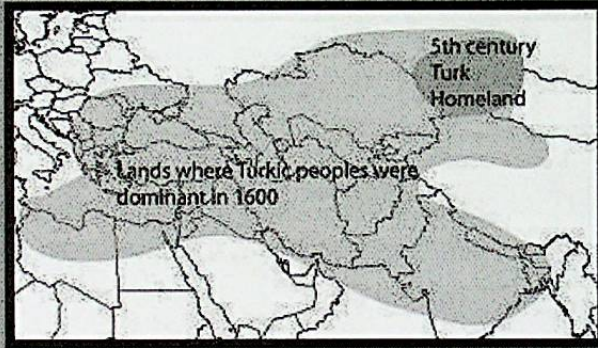 5th century
Turk
Homeland
Lands where Turkic peoples were
dominant in 1600